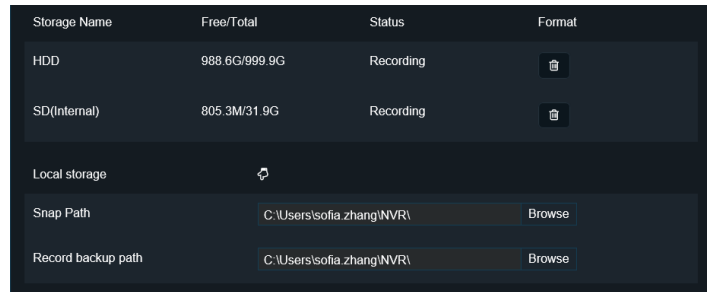 Storage Name Free/Total Status Format
HDD 988.6G/999.9G Recording
SD(Internal) 805.3M/31.9G Recording
Local storage
Snap Path C:\Users\sofia.zhang\NVR\ Browse
Record backup path C:\Users\sofia.zhang\NVR\ Browse